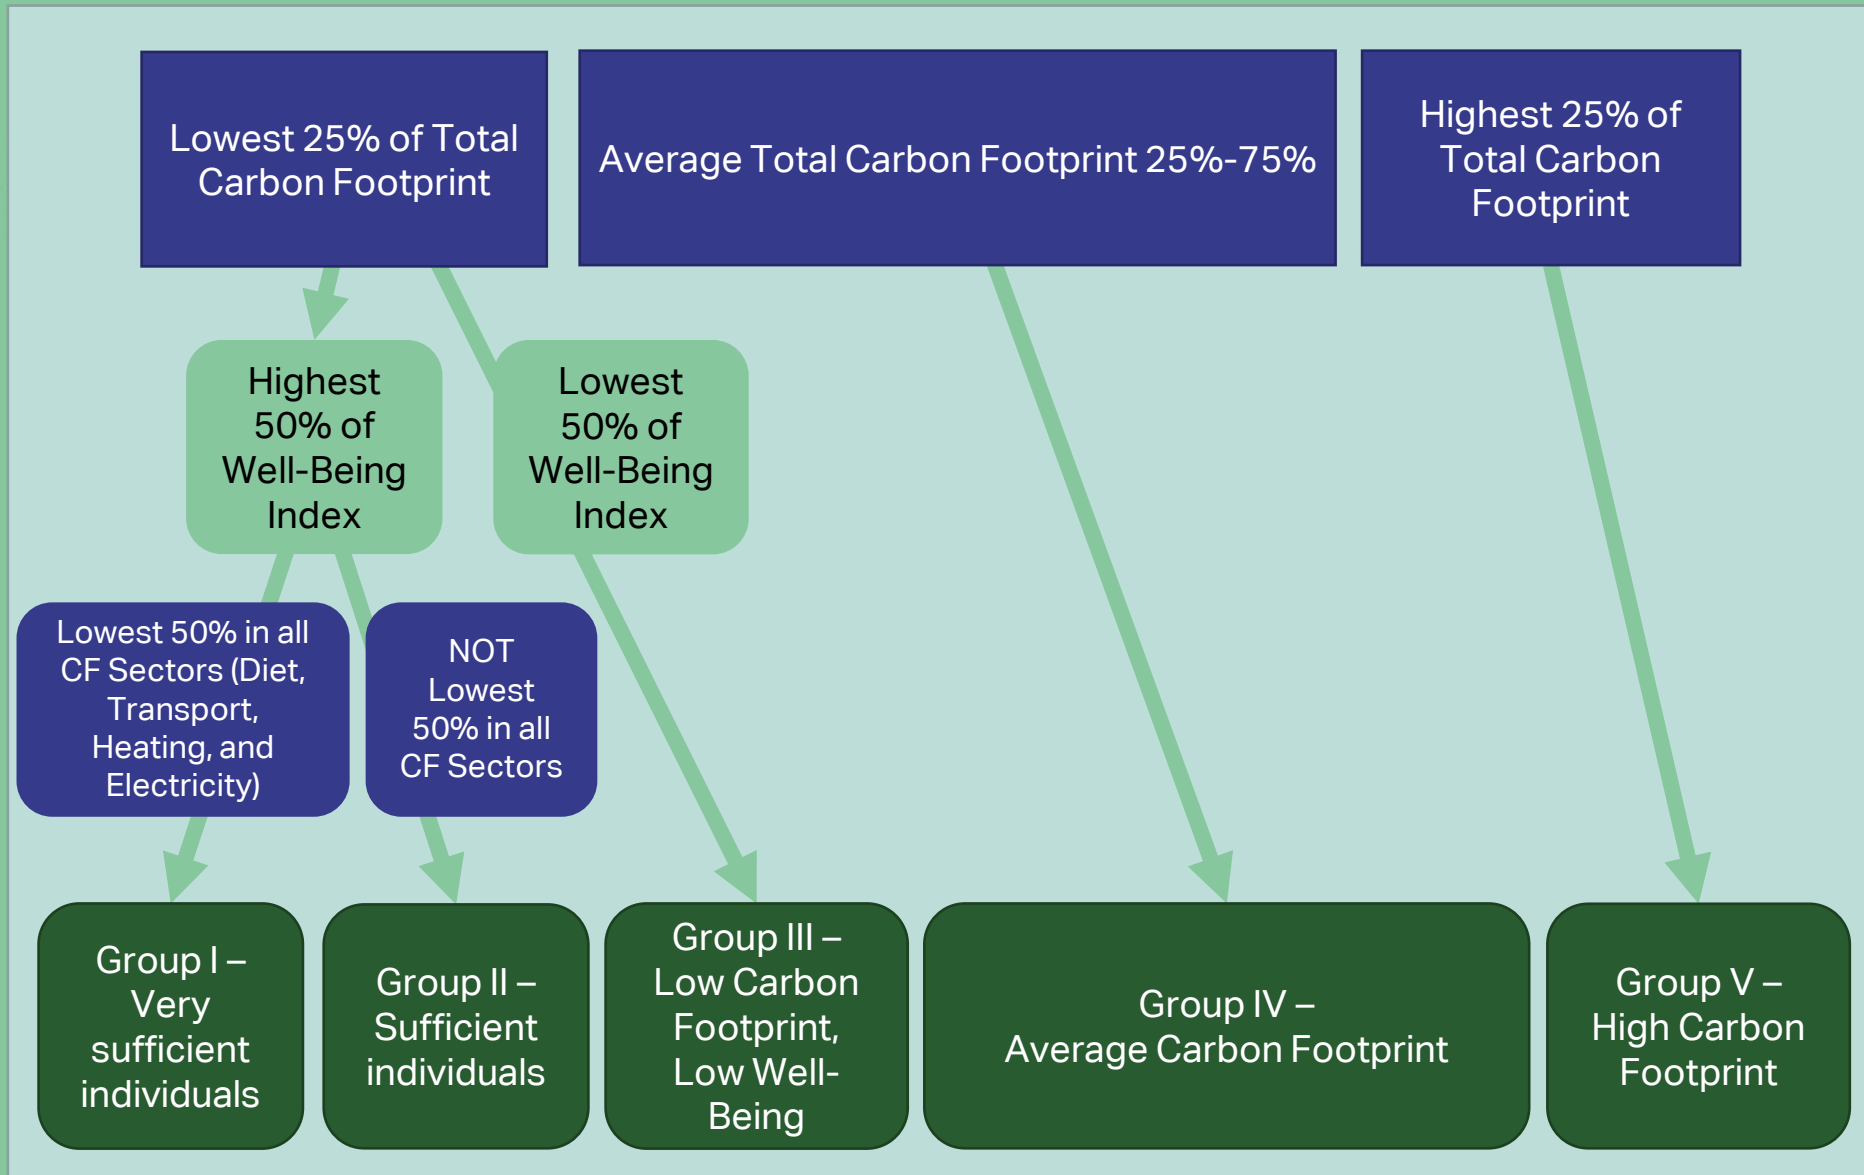 Lowest 25% of Total
Carbon Footprint
Average Total Carbon Footprint 25%-75%
Highest 25% of
Total Carbon
Footprint
Highest
50% of
Well-Being
Index
Lowest
50% of
Well-Being
Index
Lowest 50% in all
CF Sectors (Diet,
Transport,
Heating, and
Electricity)
NOT
Lowest
50% in all
CF Sectors
Group I –
Very
sufficient
individuals
Group II –
Sufficient
individuals
Group III –
Low Carbon
Footprint,
Low Well-
Being
Group IV –
Average Carbon Footprint
Group V –
High Carbon
Footprint